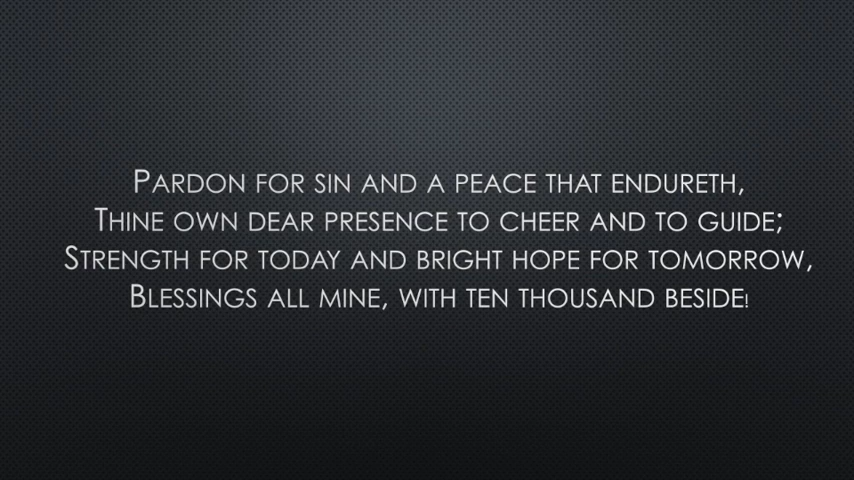 Pardon for sin and a peace that endureth,
Thine own dear presence to cheer and to guide;
Strength for today and bright hope for tomorrow,
Blessings all mine, with ten thousand beside!